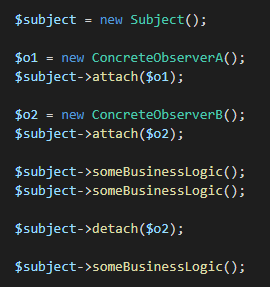 $subject = new Subject();
$o1 = new ConcreteObserverA();
$subject->attach($o1);
$o2 = new ConcreteObserverB();
$subject->attach($o2);
$subject->someBusinessLogic();
$subject->someBusinessLogic();
$subject->detach($o2);
$subject->someBusinessLogic();